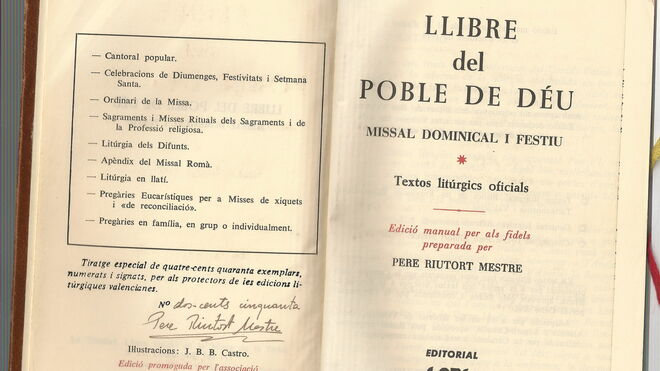 — Cantoral popular.
— Celebracions de Diumenges, Festivitats i Setmana
Santa.
— Ordinari de la Missa.
— Sagraments i Misses Rituals dels Sagraments i de
la Professió religiosa.
— Litúrgia dels Difunts.
— Apèndix del Missal Romà.
— Litúrgia en llatí.
— Pregàries Eucarístiques per a Misses de xiquets
i «de reconciliació».
— Pregàries en família, en grup o individualment.
Tiratge especial de quatre-cents quaranta exemplars,
numerats i signats, per als protectors de les edicions li-
túrgiques valencianes.
Nº dos-cents cinquanta
Pere Riutort Mestre
Illustracions: J. B. B. Castro.
Edició promoguda per l'associació
LLIBRE
del
POBLE DE DÉU
MISSAL DOMINICAL I FESTIU
Textos litúrgics oficials
Edició manual per als fidels
preparada per
PERE RIUTORT MESTRE
EDITORIAL